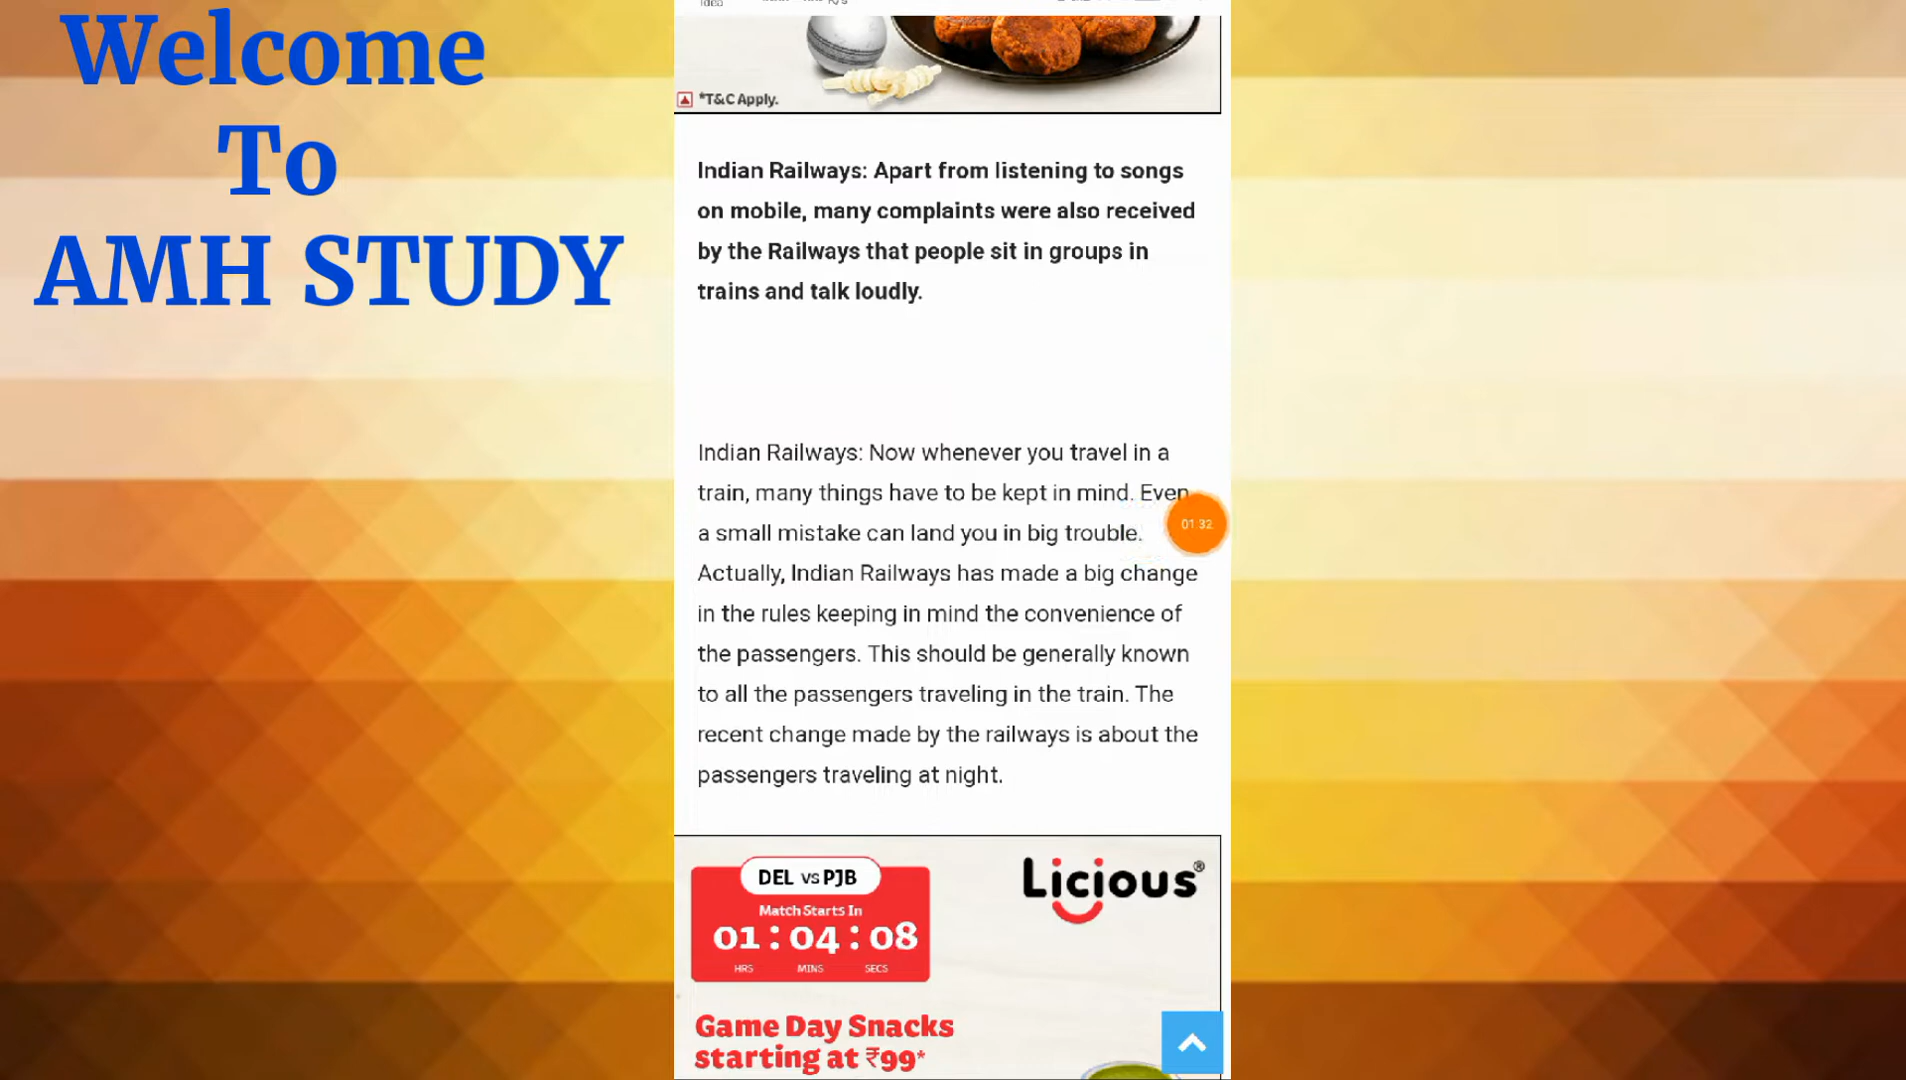 Welcome
To
AMH STUDY
Idea
*T&C Apply.
Indian Railways: Apart from listening to songs
on mobile, many complaints were also received
by the Railways that people sit in groups in
trains and talk loudly.
Indian Railways: Now whenever you travel in a
train, many things have to be kept in mind. Even
a small mistake can land you in big trouble.
Actually, Indian Railways has made a big change
in the rules keeping in mind the convenience of
the passengers. This should be generally known
to all the passengers traveling in the train. The
recent change made by the railways is about the
passengers traveling at night.
01:32
DEL vs PJB
Match Starts In
01 : 04 : 08
HRS MINS SECS
Licious®
Game Day Snacks
starting at ₹99*